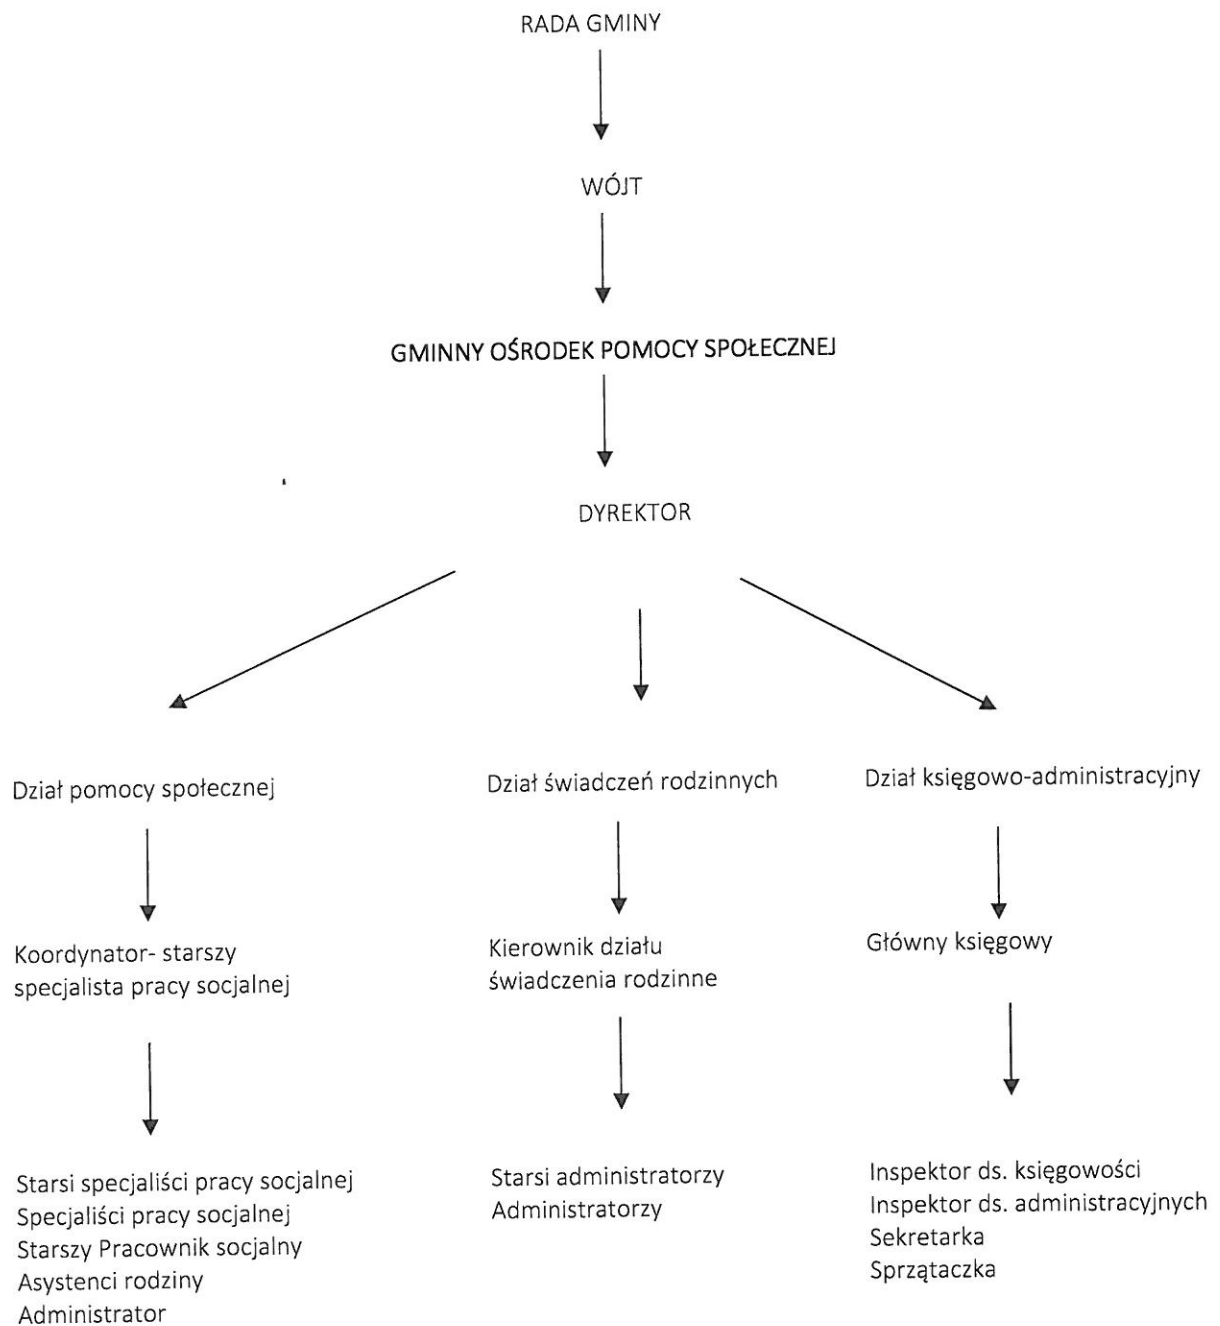 RADA GMINY
WÓJT
GMINNY OŚRODEK POMOCY SPOŁECZNEJ
DYREKTOR
Dział pomocy społecznej
Dział świadczeń rodzinnych
Dział księgowo-administracyjny
Koordynator- starszy
specjalista pracy socjalnej
Kierownik działu
świadczenia rodzinne
Główny księgowy
Starsi specjaliści pracy socjalnej
Specjaliści pracy socjalnej
Starszy Pracownik socjalny
Asystenci rodziny
Administrator
Starsi administratorzy
Administratorzy
Inspektor ds. księgowości
Inspektor ds. administracyjnych
Sekretarka
Sprzątaczka